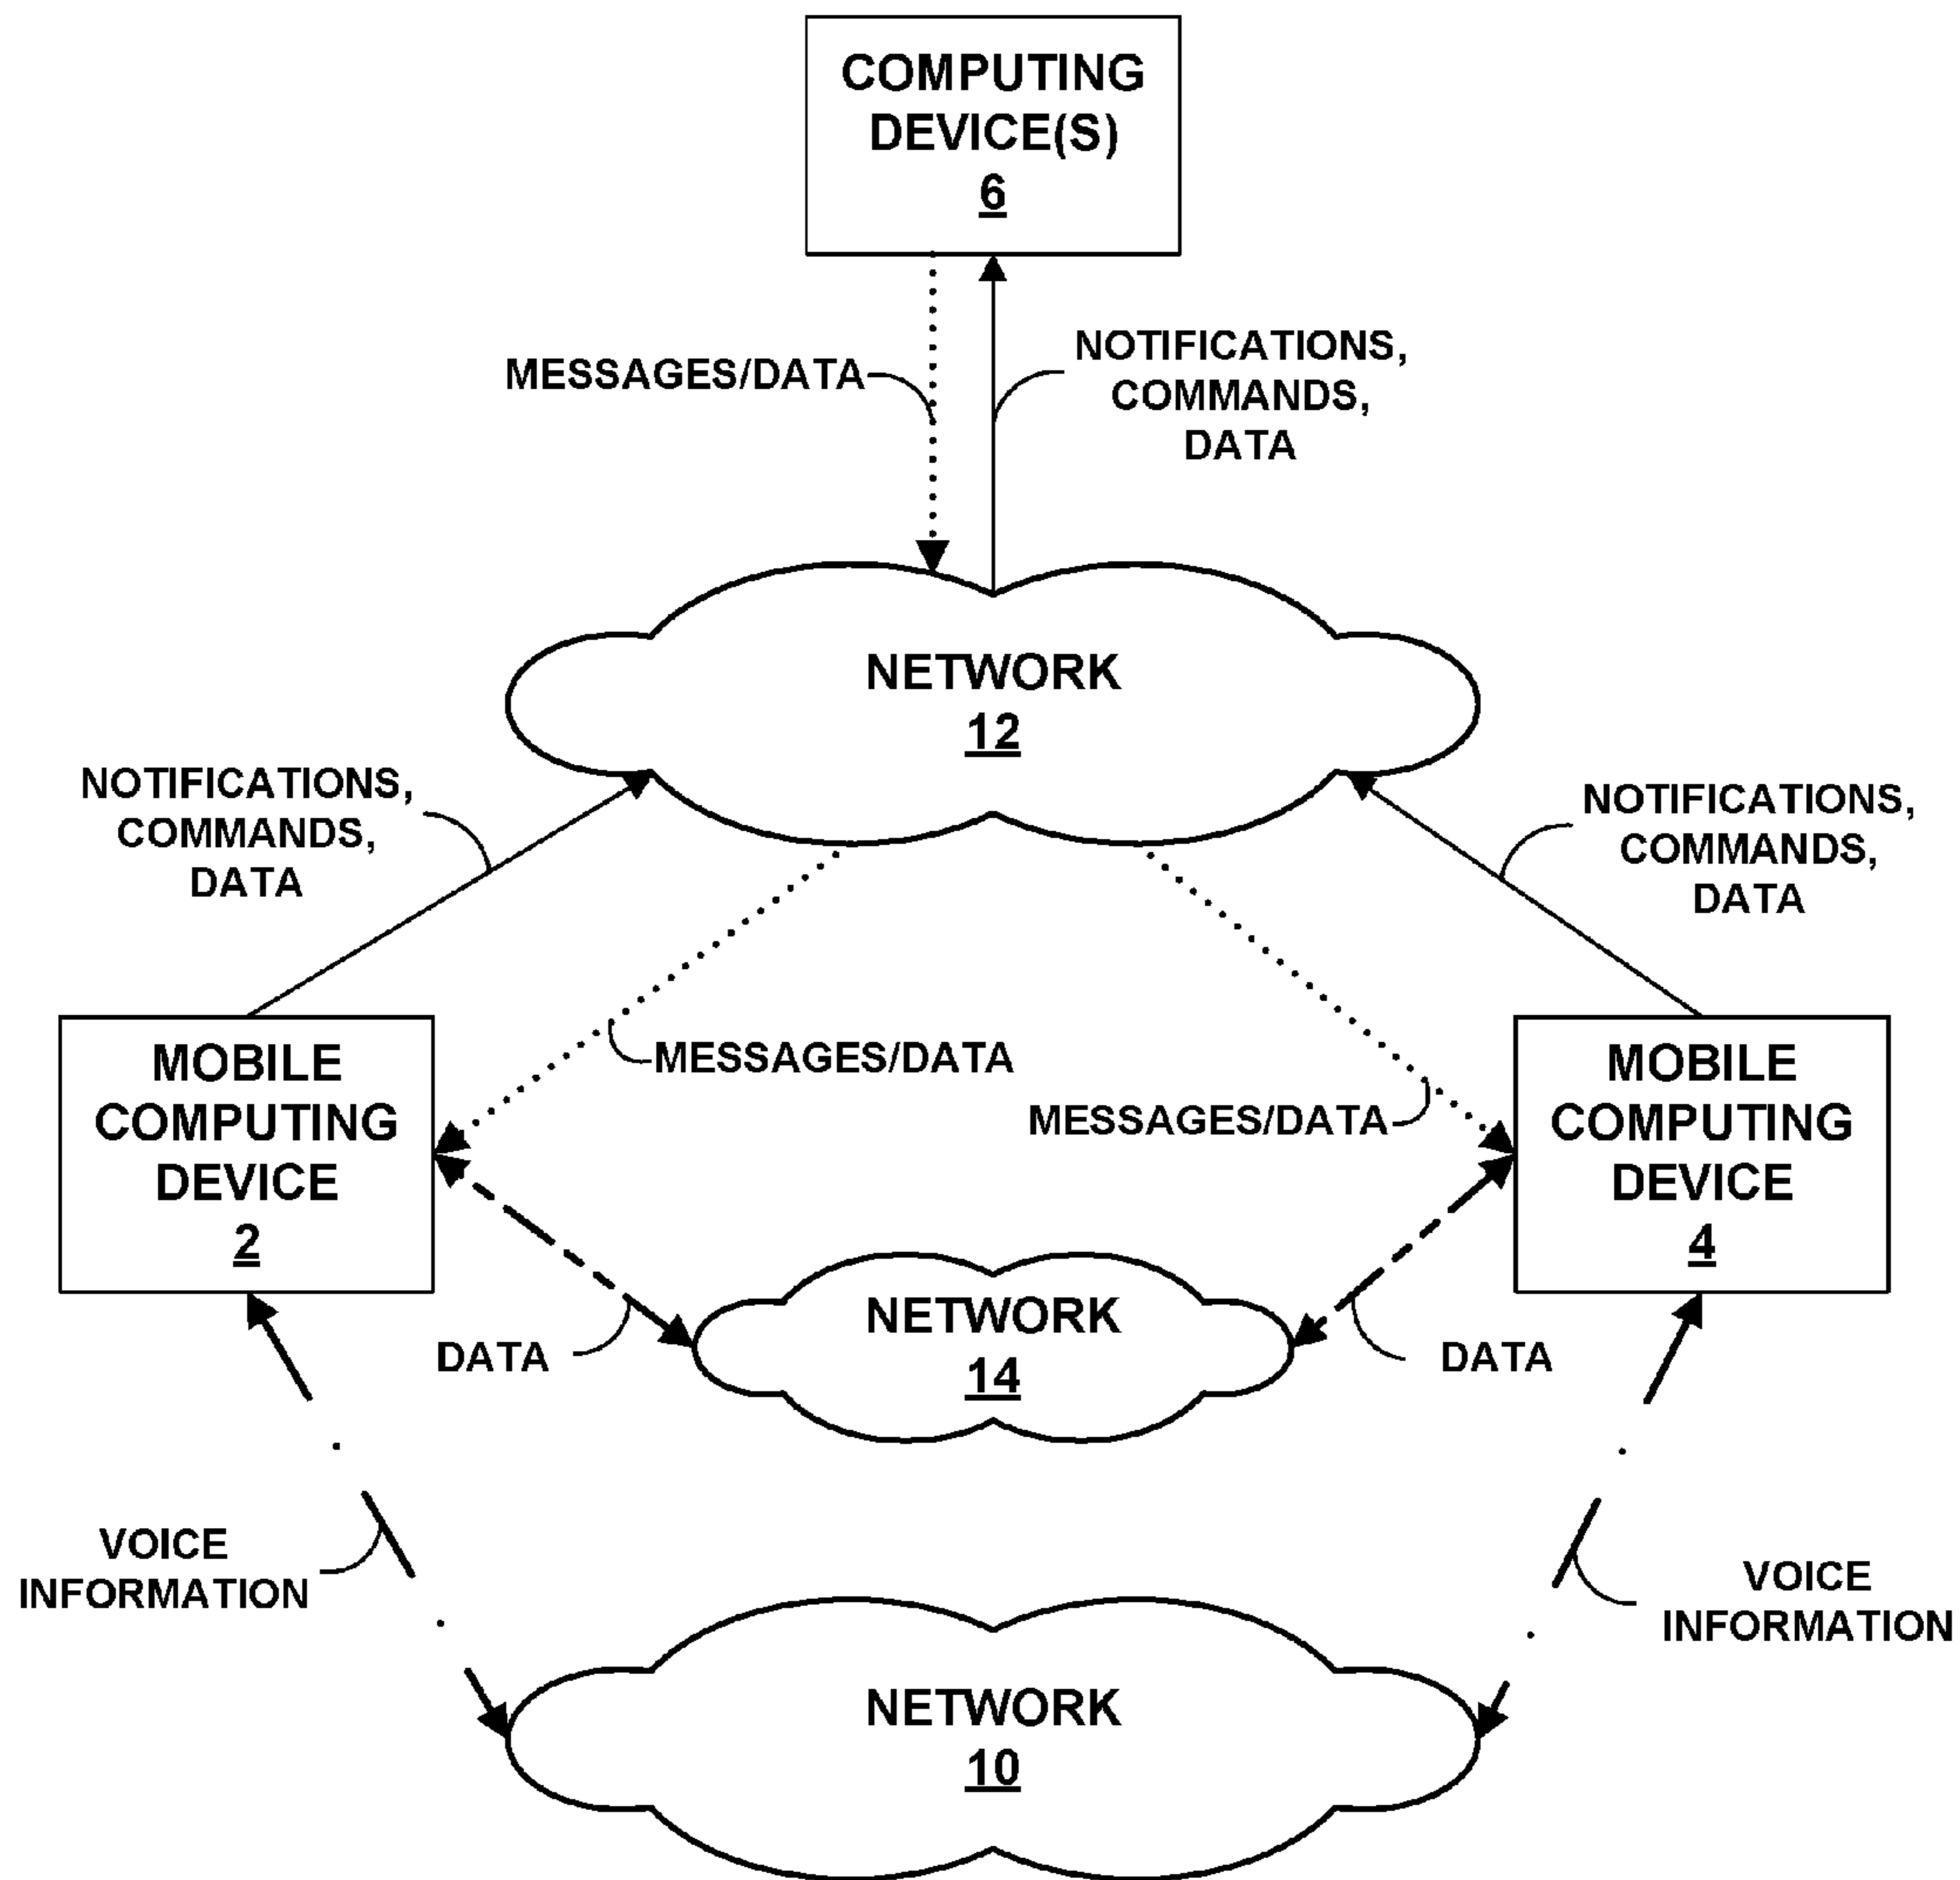 COMPUTING
DEVICE(S)
6
MESSAGES/DATA
NOTIFICATIONS,
COMMANDS,
DATA
NETWORK
12
NOTIFICATIONS,
COMMANDS,
DATA
NOTIFICATIONS,
COMMANDS,
DATA
MOBILE
COMPUTING
DEVICE
2
MESSAGES/DATA
MESSAGES/DATA
MOBILE
COMPUTING
DEVICE
4
DATA
NETWORK
14
DATA
VOICE
INFORMATION
VOICE
INFORMATION
NETWORK
10